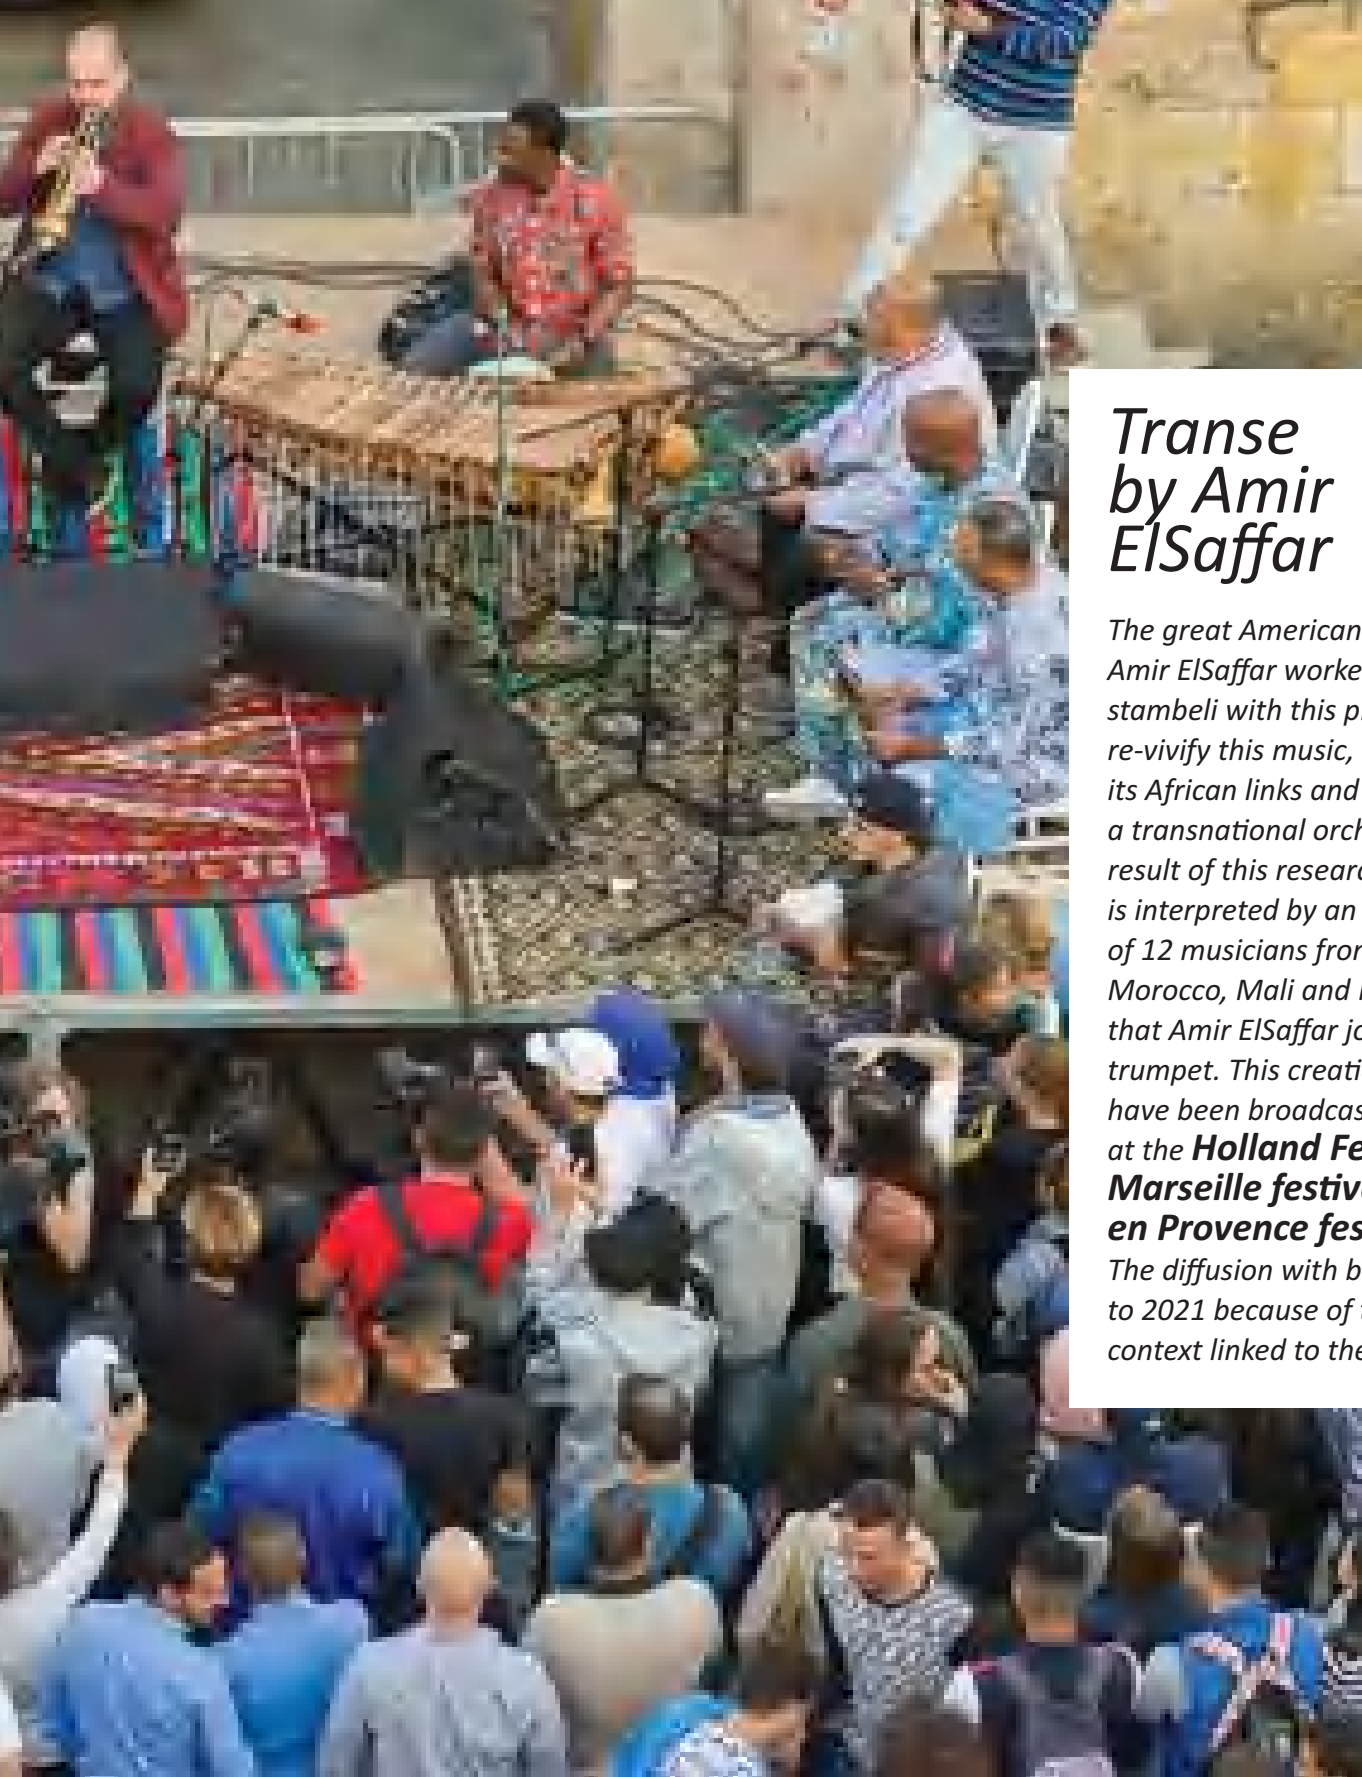 Transe
by Amir
ElSaffar
The great American
Amir ElSaffar worke
stambeli with this p
re-vivify this music,
its African links and
a transnational orch
result of this researc
is interpreted by an
of 12 musicians from
Morocco, Mali and
that Amir ElSaffar jo
trumpet. This creati
have been broadcas
at the Holland Fe
Marseille festiv
en Provence fes
The diffusion with b
to 2021 because of
context linked to the